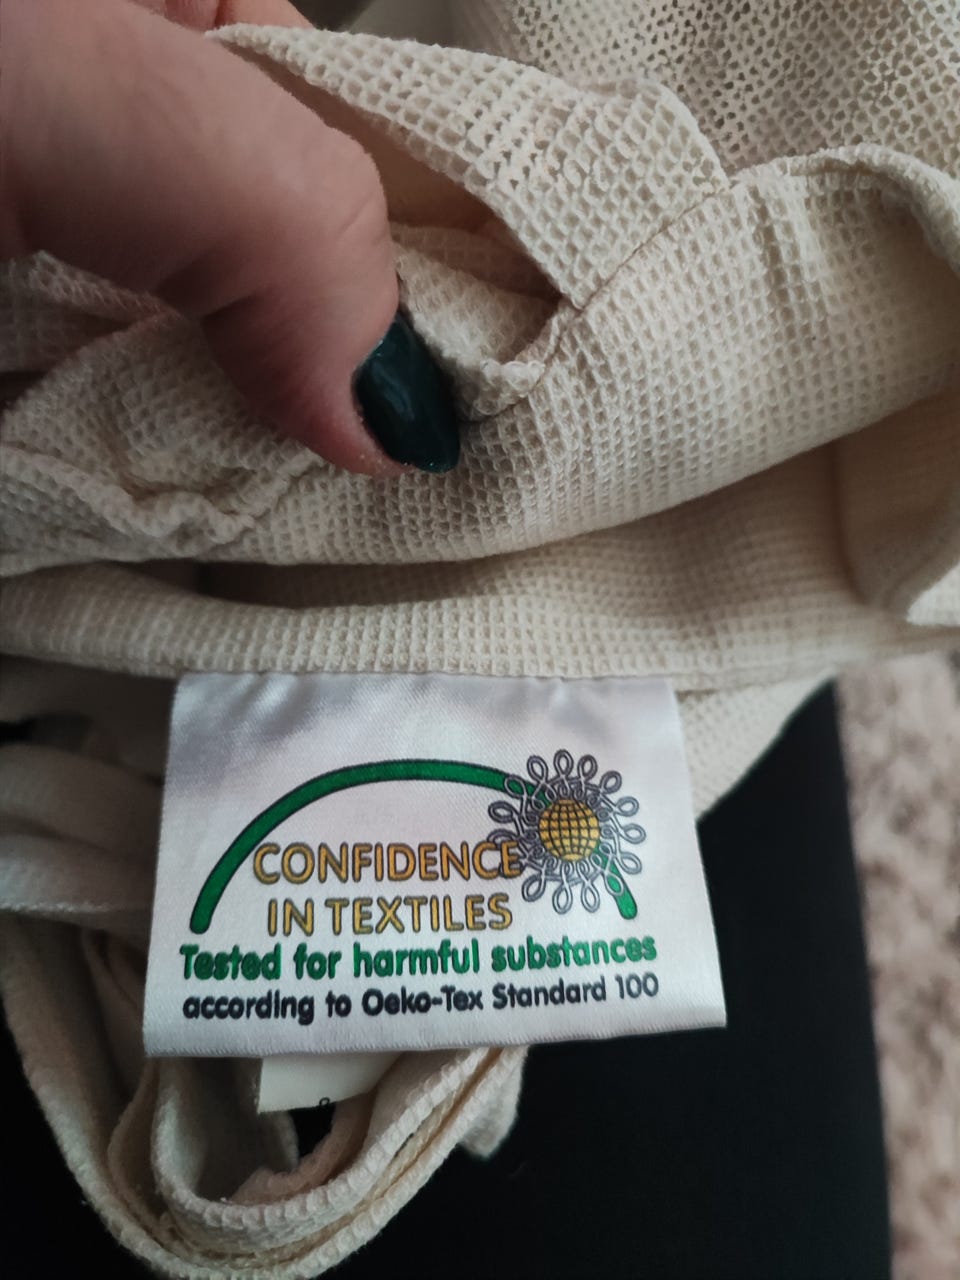 CONFIDENCE
IN TEXTILES
Tested for harmful substances
according to Oeko-Tex Standard 100